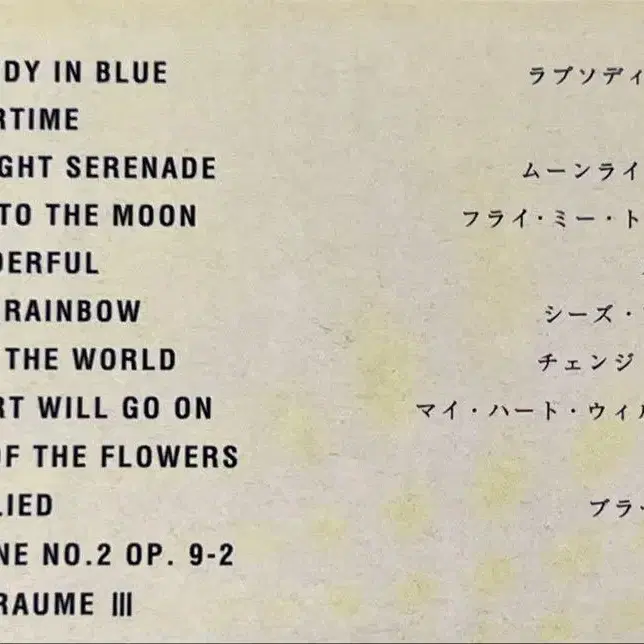 DY IN BLUE ラプソディ
RTIME
GHT SERENADE ムーンライ
TO THE MOON フライ・ミー・ト
DERFUL
RAINBOW シーズ・
THE WORLD チェンジ
RT WILL GO ON マイ・ハート・ウィル
OF THE FLOWERS
LIED ブラー
NE NO.2 OP. 9-2
RAUME III